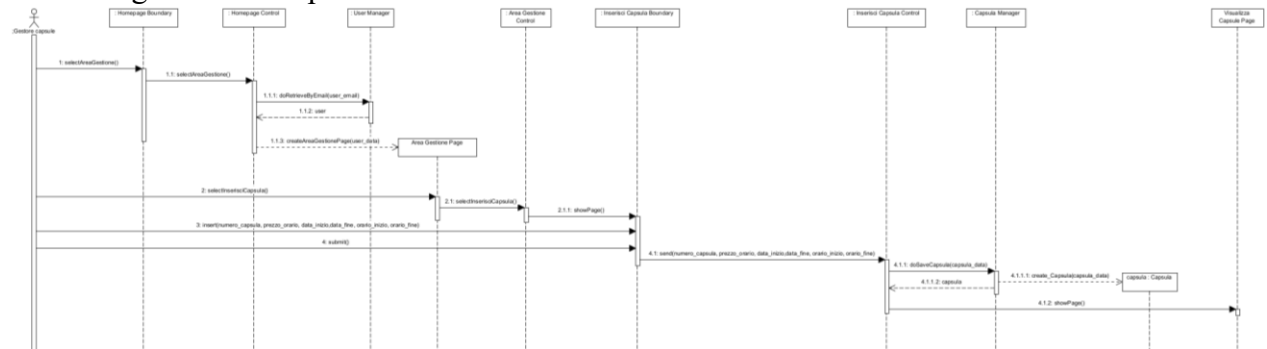 : Homepage Boundary
: Homepage Control
: User Manager
: Area Gestione
Control
: Inserisci Capsula Boundary
: Inserisci Capsula Control
: Capsula Manager
Visualizza
Capsule Page
:Gestore capsule
1: selectAreaGestione()
1.1: selectAreaGestione()
1.1.1: doRetrieveByEmail(user_email)
1.1.2: user
1.1.3: createAreaGestionePage(user_data)
Area Gestione Page
2: selectInserisciCapsula()
2.1: selectInserisciCapsula()
2.1.1: showPage()
3: insert(numero_capsula, prezzo_orario, data_inizio,data_fine, orario_inizio, orario_fine)
4: submit()
4.1: send(numero_capsula, prezzo_orario, data_inizio,data_fine, orario_inizio, orario_fine)
4.1.1: doSaveCapsula(capsula_data)
4.1.1.1: create_Capsula(capsula_data)
capsula : Capsula
4.1.1.2: capsula
4.1.2: showPage()